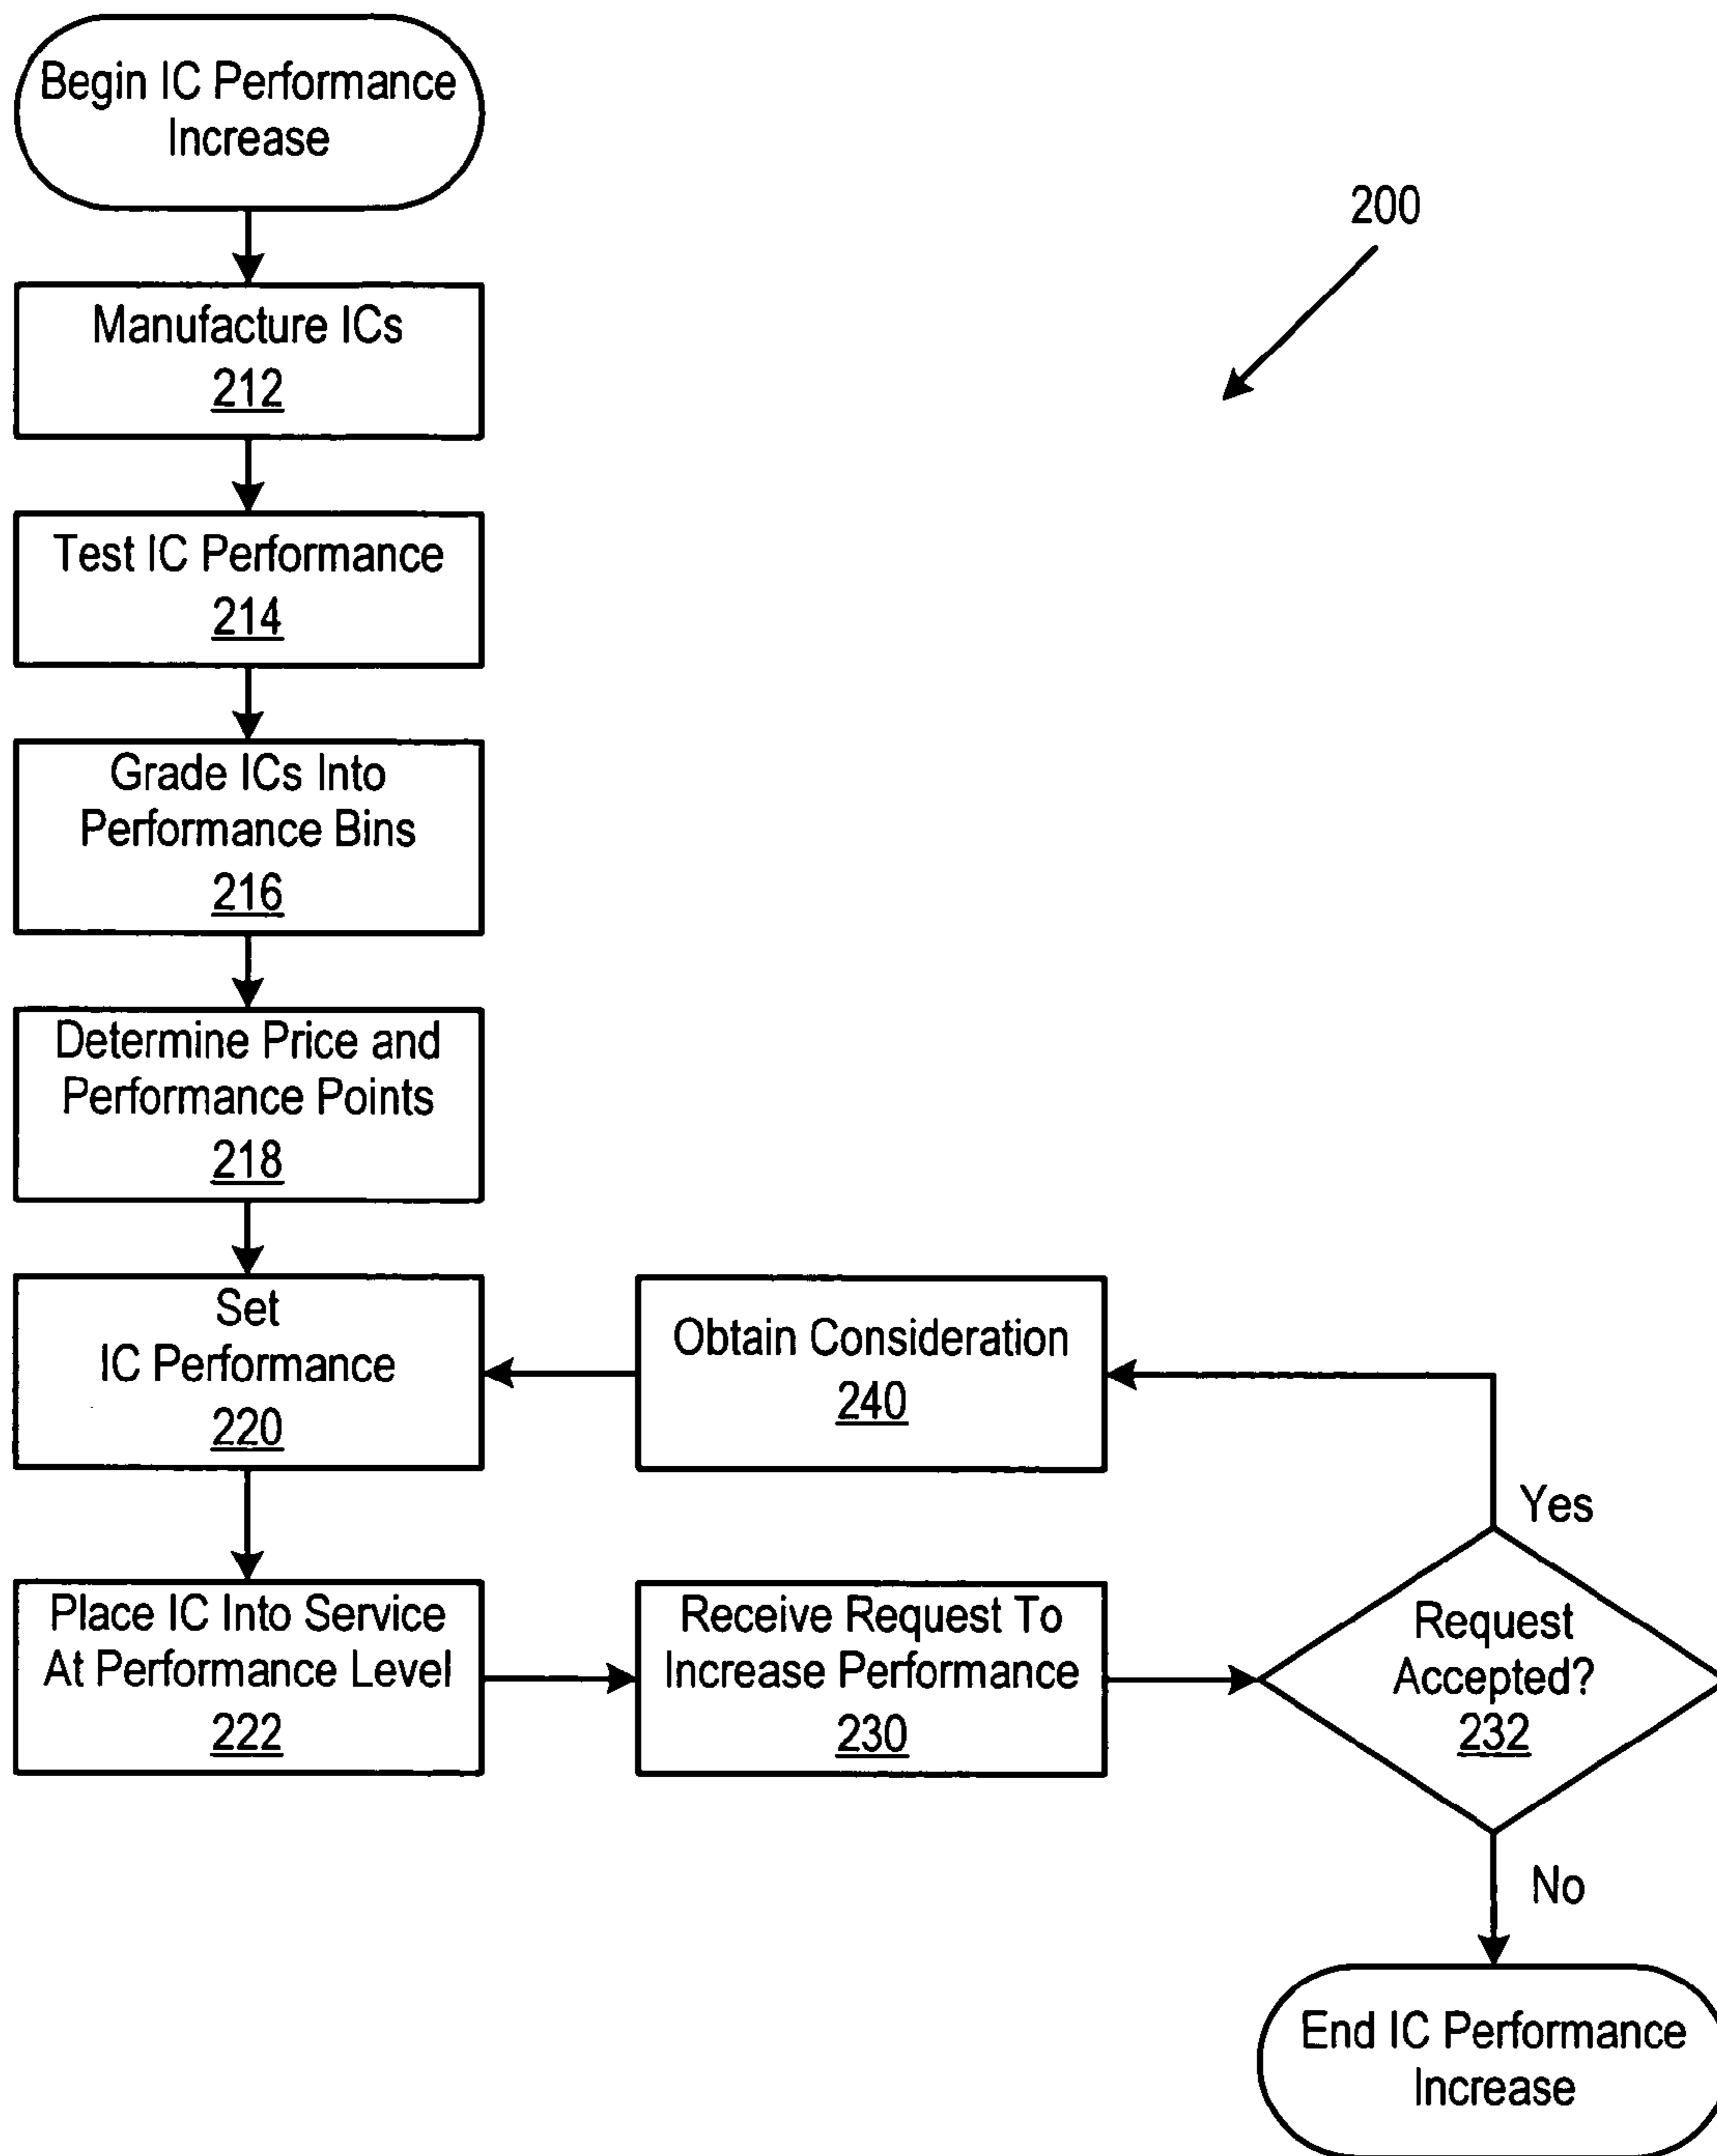 Begin IC Performance
Increase
200
Manufacture ICs
212
Test IC Performance
214
Grade ICs Into
Performance Bins
216
Determine Price and
Performance Points
218
Set
IC Performance
220
Obtain Consideration
240
Yes
Place IC Into Service
At Performance Level
222
Receive Request To
Increase Performance
230
Request
Accepted?
232
No
End IC Performance
Increase